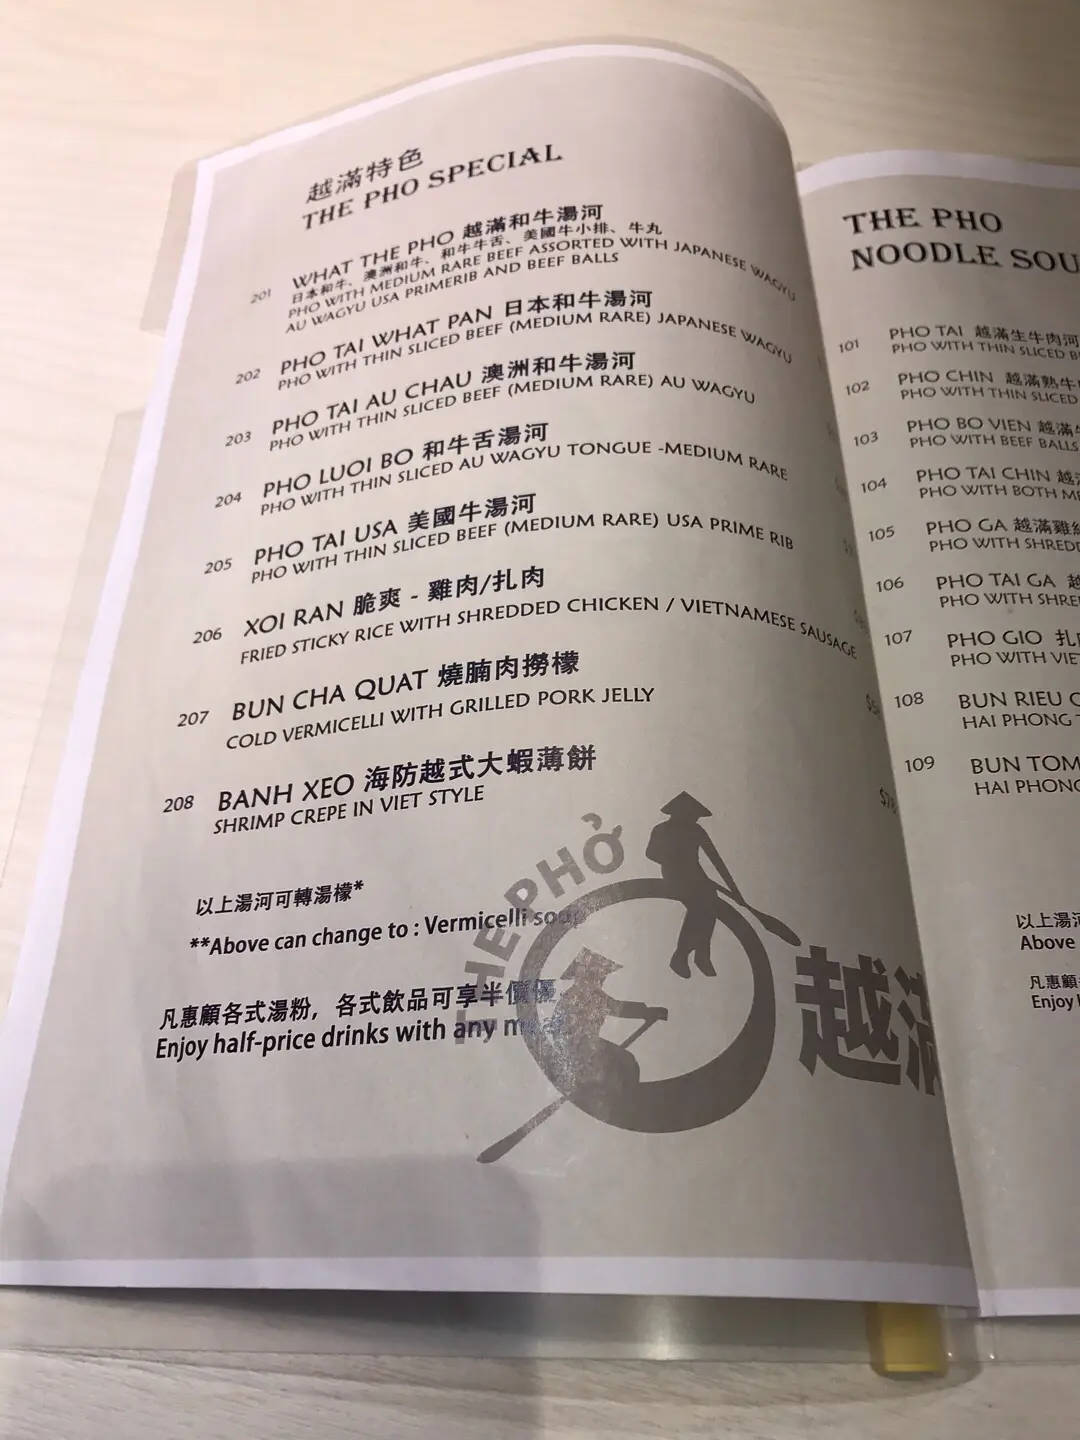 越滿特色
THE PHO SPECIAL
201 WHAT THE PHO 越滿和牛湯河
日本和牛、澳洲和牛、和牛牛舌、美國牛小排、牛丸
PHO WITH MEDIUM RARE BEEF ASSORTED WITH JAPANESE WAGYU
AU WAGYU USA PRIMERIB AND BEEF BALLS
202 PHO TAI WHAT PAN 日本和牛湯河
PHO WITH THIN SLICED BEEF (MEDIUM RARE) JAPANESE WAGYU
203 PHO TAI AU CHAU 澳洲和牛湯河
PHO WITH THIN SLICED BEEF (MEDIUM RARE) AU WAGYU
204 PHO LUOI BO 和牛舌湯河
PHO WITH THIN SLICED AU WAGYU TONGUE -MEDIUM RARE
205 PHO TAI USA 美國牛湯河
PHO WITH THIN SLICED BEEF (MEDIUM RARE) USA PRIME RIB
206 XOI RAN 脆爽 - 雞肉/扎肉
FRIED STICKY RICE WITH SHREDDED CHICKEN / VIETNAMESE SAUSAGE
207 BUN CHA QUAT 燒腩肉撈檬
COLD VERMICELLI WITH GRILLED PORK JELLY
208 BANH XEO 海防越式大蝦薄餅
SHRIMP CREPE IN VIET STYLE
以上湯河可轉湯檬*
**Above can change to : Vermicelli soup
凡惠顧各式湯粉，各式飲品可享半價優
Enjoy half-price drinks with any
THE PHỞ
越滿
THE PHO
NOODLE SOU
101 PHO TAI 越滿生牛肉河
PHO WITH THIN SLICED
102 PHO CHIN 越滿熟牛
PHO WITH THIN SLICED
103 PHO BO VIEN 越滿
PHO WITH BEEF BALLS
104 PHO TAI CHIN 越
PHO WITH BOTH
105 PHO GA 越滿雞
PHO WITH SHRED
106 PHO TAI GA 越
PHO WITH SHRE
107 PHO GIO 扎
PHO WITH VIET
108 BUN RIEU
HAI PHONG
109 BUN TOM
HAI PHONG
以上湯
Above
凡惠顧
Enjoy